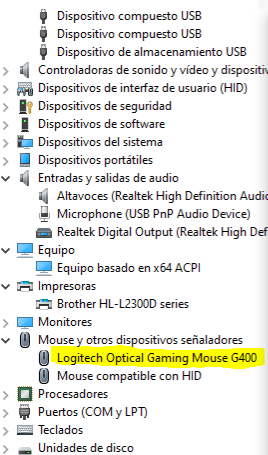 Dispositivo compuesto USB
Dispositivo compuesto USB
Dispositivo de almacenamiento USB
Controladoras de sonido y vídeo y dispositiv
Dispositivos de interfaz de usuario (HID)
Dispositivos de seguridad
Dispositivos de software
Dispositivos del sistema
Dispositivos portátiles
Entradas y salidas de audio
Altavoces (Realtek High Definition Audio
Microphone (USB PnP Audio Device)
Realtek Digital Output (Realtek High Def
Equipo
Equipo basado en x64 ACPI
Impresoras
Brother HL-L2300D series
Monitores
Mouse y otros dispositivos señaladores
Logitech Optical Gaming Mouse G400
Mouse compatible con HID
Procesadores
Puertos (COM y LPT)
Teclados
Unidades de disco